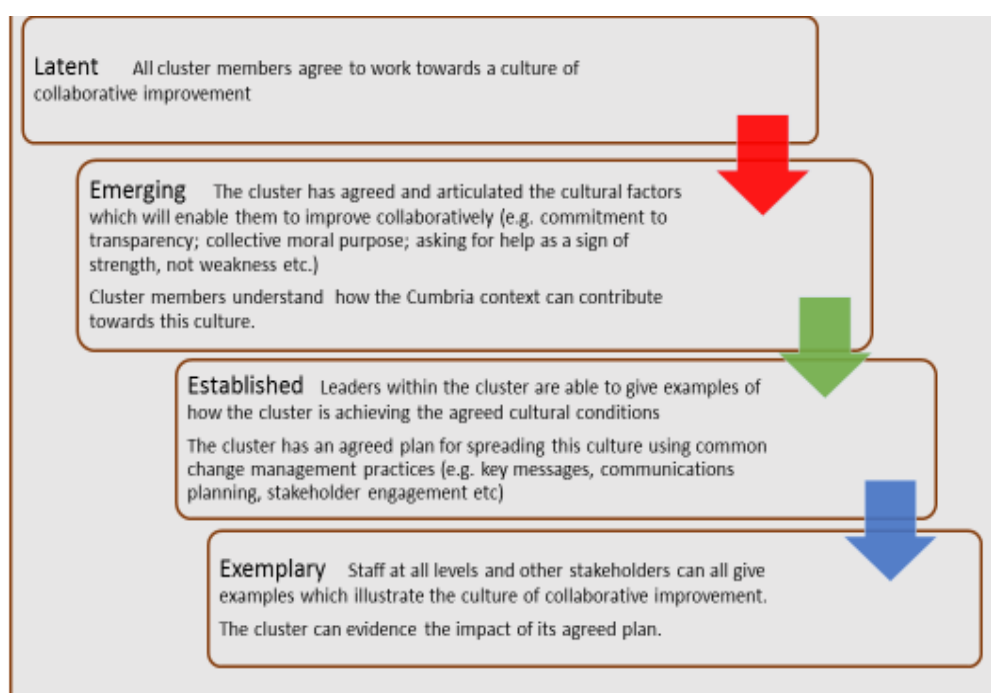 Latent All cluster members agree to work towards a culture of
collaborative improvement
Emerging The cluster has agreed and articulated the cultural factors
which will enable them to improve collaboratively (e.g. commitment to
transparency; collective moral purpose; asking for help as a sign of
strength, not weakness etc.)
Cluster members understand how the Cumbria context can contribute
towards this culture.
Established Leaders within the cluster are able to give examples of
how the cluster is achieving the agreed cultural conditions
The cluster has an agreed plan for spreading this culture using common
change management practices (e.g. key messages, communications
planning, stakeholder engagement etc)
Exemplary Staff at all levels and other stakeholders can all give
examples which illustrate the culture of collaborative improvement.
The cluster can evidence the impact of its agreed plan.